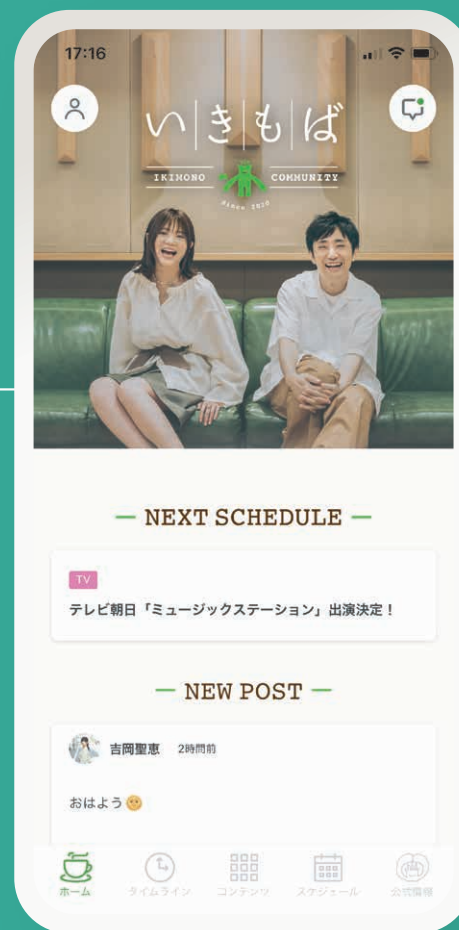 17:16
い|き|も|ば
IKIMONO COMMUNITY
Since 2020
NEXT SCHEDULE
TV
テレビ朝日「ミュージックステーション」出演決定！
NEW POST
吉岡聖恵 2時間前
おはよう🌞
ホーム タイムライン コンテンツ スケジュール 公式情報